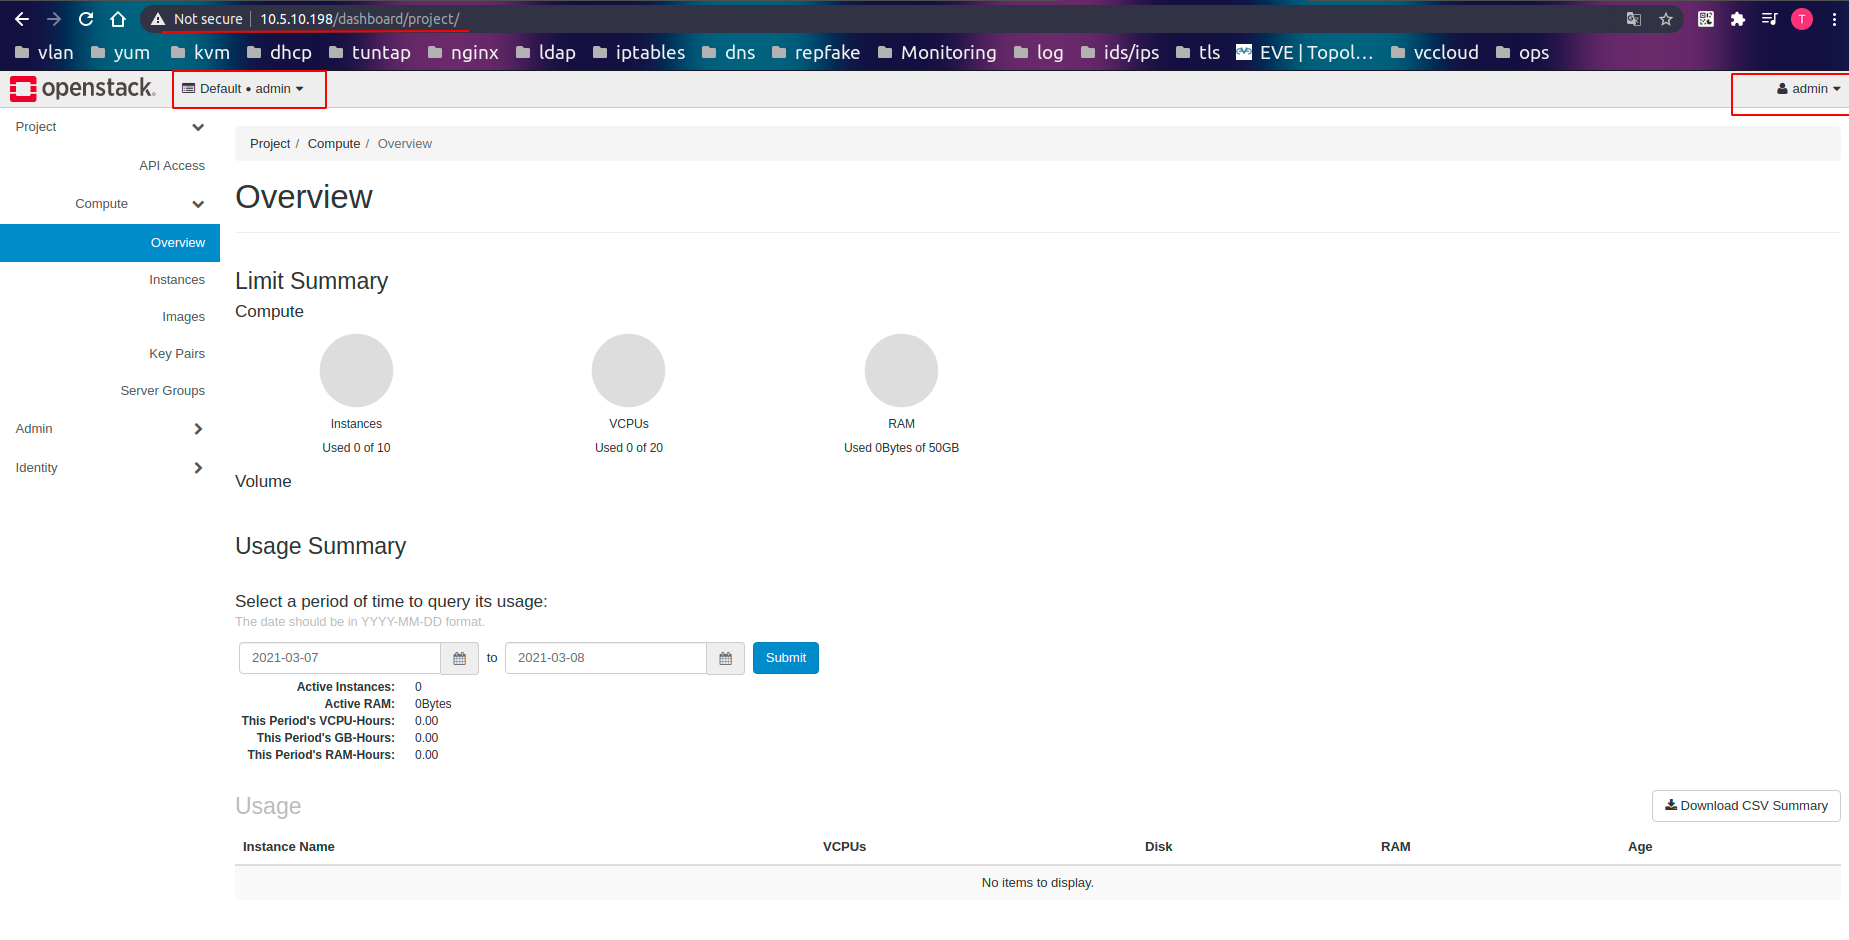 Not secure 10.5.10.198/dashboard/project/ T
vlan yum kvm dhcp tuntap nginx ldap iptables dns repfake Monitoring log ids/ips tls EVE | Topol... vccloud ops
openstack. Default • admin admin
Project
API Access
Compute
Overview
Instances
Images
Key Pairs
Server Groups
Admin
Identity
Project / Compute / Overview
Overview
Limit Summary
Compute
Instances VCPUs RAM
Used 0 of 10 Used 0 of 20 Used 0Bytes of 50GB
Volume
Usage Summary
Select a period of time to query its usage:
The date should be in YYYY-MM-DD format.
2021-03-07 to 2021-03-08 Submit
Active Instances: 0
Active RAM: 0Bytes
This Period's VCPU-Hours: 0.00
This Period's GB-Hours: 0.00
This Period's RAM-Hours: 0.00
Usage Download CSV Summary
Instance Name VCPUs Disk RAM Age
No items to display.